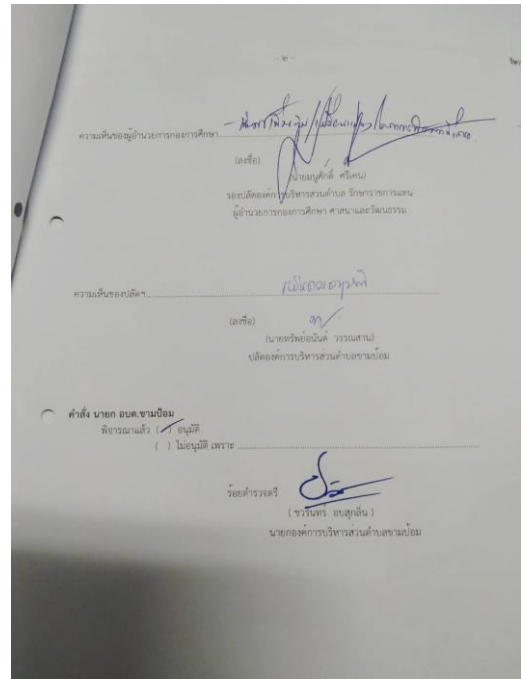 - ๒ -
ความเห็นของผู้อำนวยการกองการศึกษา
(ลงชื่อ)
(นายมนูศักดิ์ ศรีเคน)
รองปลัดองค์การบริหารส่วนตำบล รักษาราชการแทน
ผู้อำนวยการกองการศึกษา ศาสนาและวัฒนธรรม
ความเห็นของปลัดฯ เห็นควรอนุมัติ
(ลงชื่อ)
(นายทรัพย์อนันต์ วรรณสาน)
ปลัดองค์การบริหารส่วนตำบลขามป้อม
คำสั่ง นายก อบต.ขามป้อม
พิจารณาแล้ว (/) อนุมัติ
( ) ไม่อนุมัติ เพราะ
ร้อยตำรวจตรี
( ชวรินทร์ อบสุกลิ่น )
นายกองค์การบริหารส่วนตำบลขามป้อม